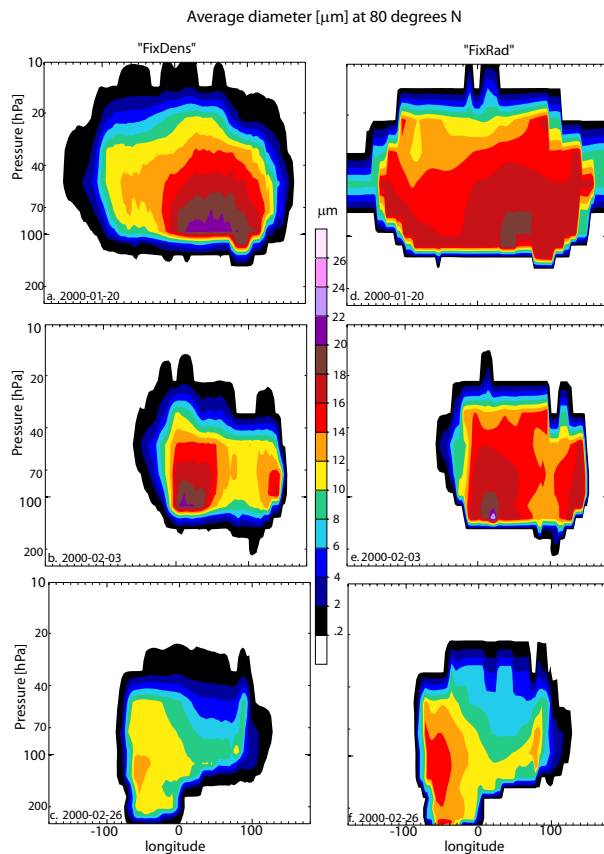 Average diameter [μm] at 80 degrees N
"FixDens"
"FixRad"
10
20
40
70
100
200
Pressure [hPa]
a. 2000-01-20
d. 2000-01-20
μm
26
24
22
20
18
16
14
12
10
8
6
4
2
.2
10
20
40
70
100
200
Pressure [hPa]
b. 2000-02-03
e. 2000-02-03
10
20
40
70
100
200
Pressure [hPa]
c. 2000-02-26
f. 2000-02-26
-100 0 100
longitude
-100 0 100
longitude